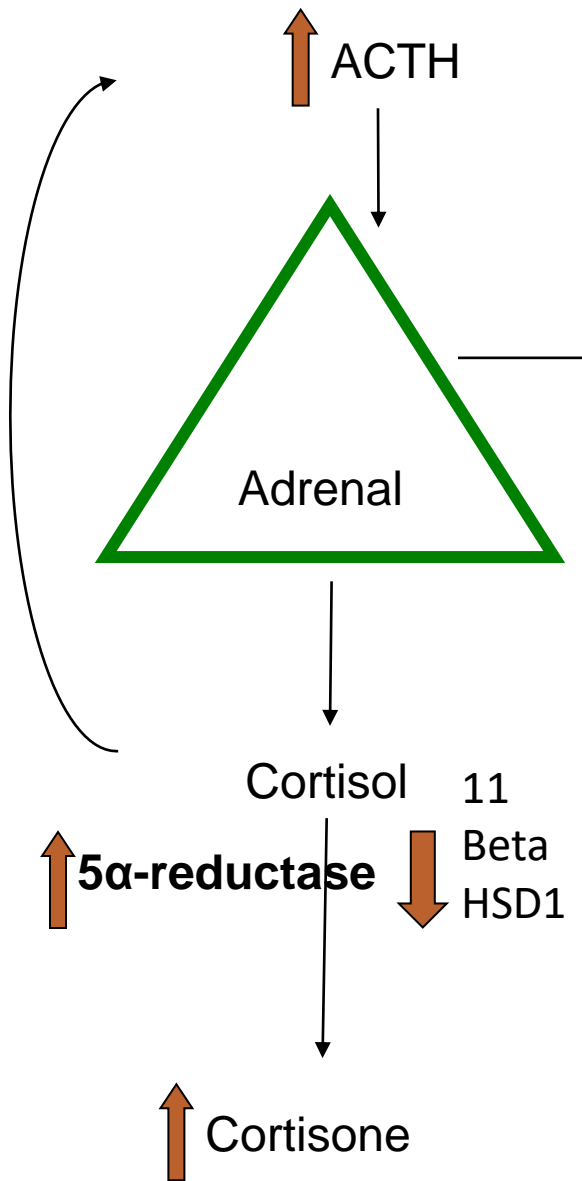 ACTH
Adrenal
Cortisol
11
Beta
HSD1
5α-reductase
Cortisone